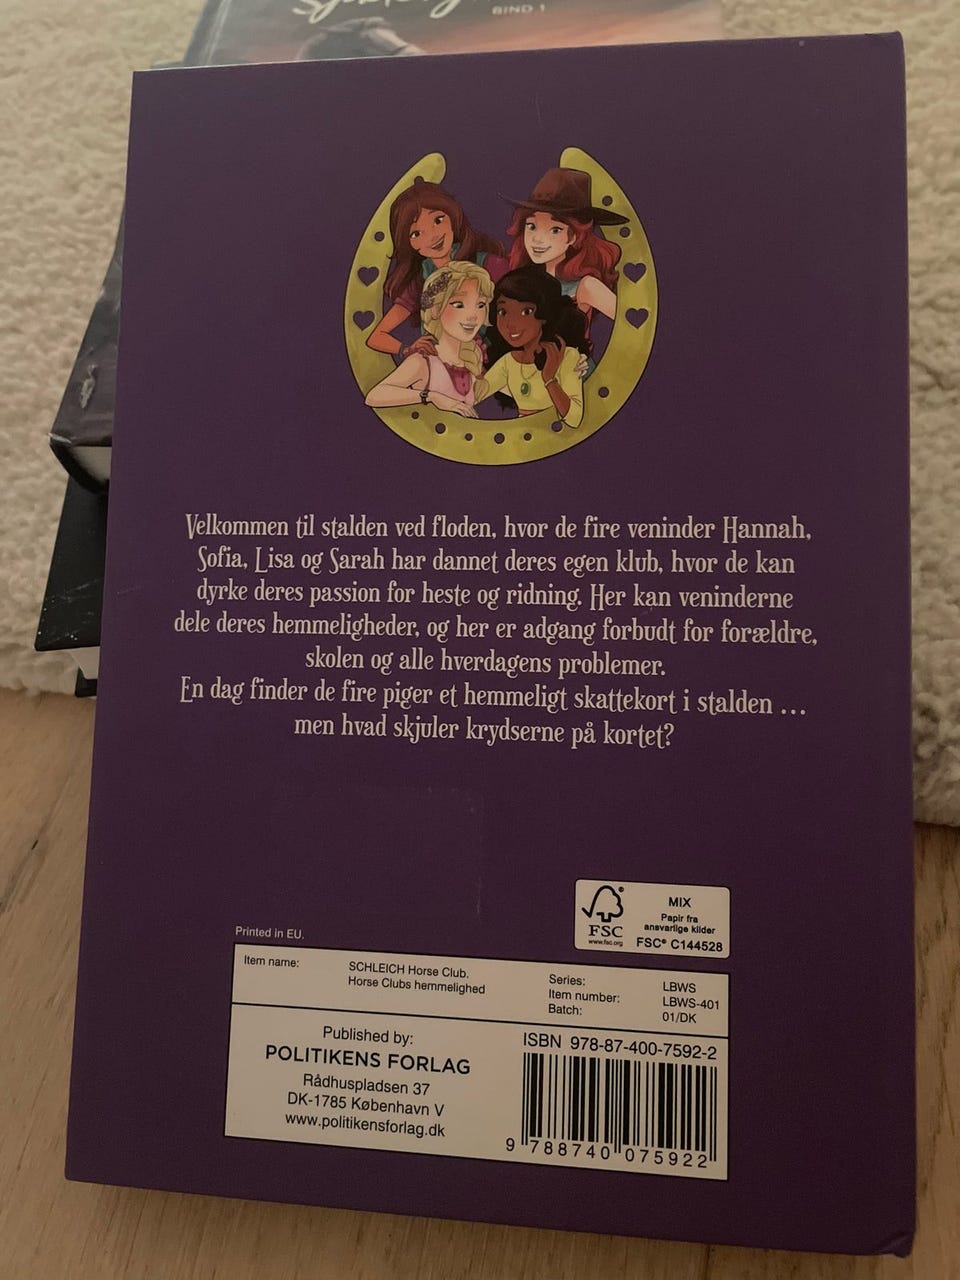 BIND 1
Velkommen til stalden ved floden, hvor de fire veninder Hannah,
Sofia, Lisa og Sarah har dannet deres egen klub, hvor de kan
dyrke deres passion for heste og ridning. Her kan veninderne
dele deres hemmeligheder, og her er adgang forbudt for forældre,
skolen og alle hverdagens problemer.
En dag finder de fire piger et hemmeligt skattekort i stalden ...
men hvad skjuler krydserne på kortet?
FSC
www.fsc.org
MIX
Papir fra
ansvarlige kilder
FSC® C144528
Printed in EU.
Item name: SCHLEICH Horse Club.
Horse Clubs hemmelighed
Series: LBWS
Item number: LBWS-401
Batch: 01/DK
Published by:
POLITIKENS FORLAG
Rådhuspladsen 37
DK-1785 København V
www.politikensforlag.dk
ISBN 978-87-400-7592-2
9 788740 075922